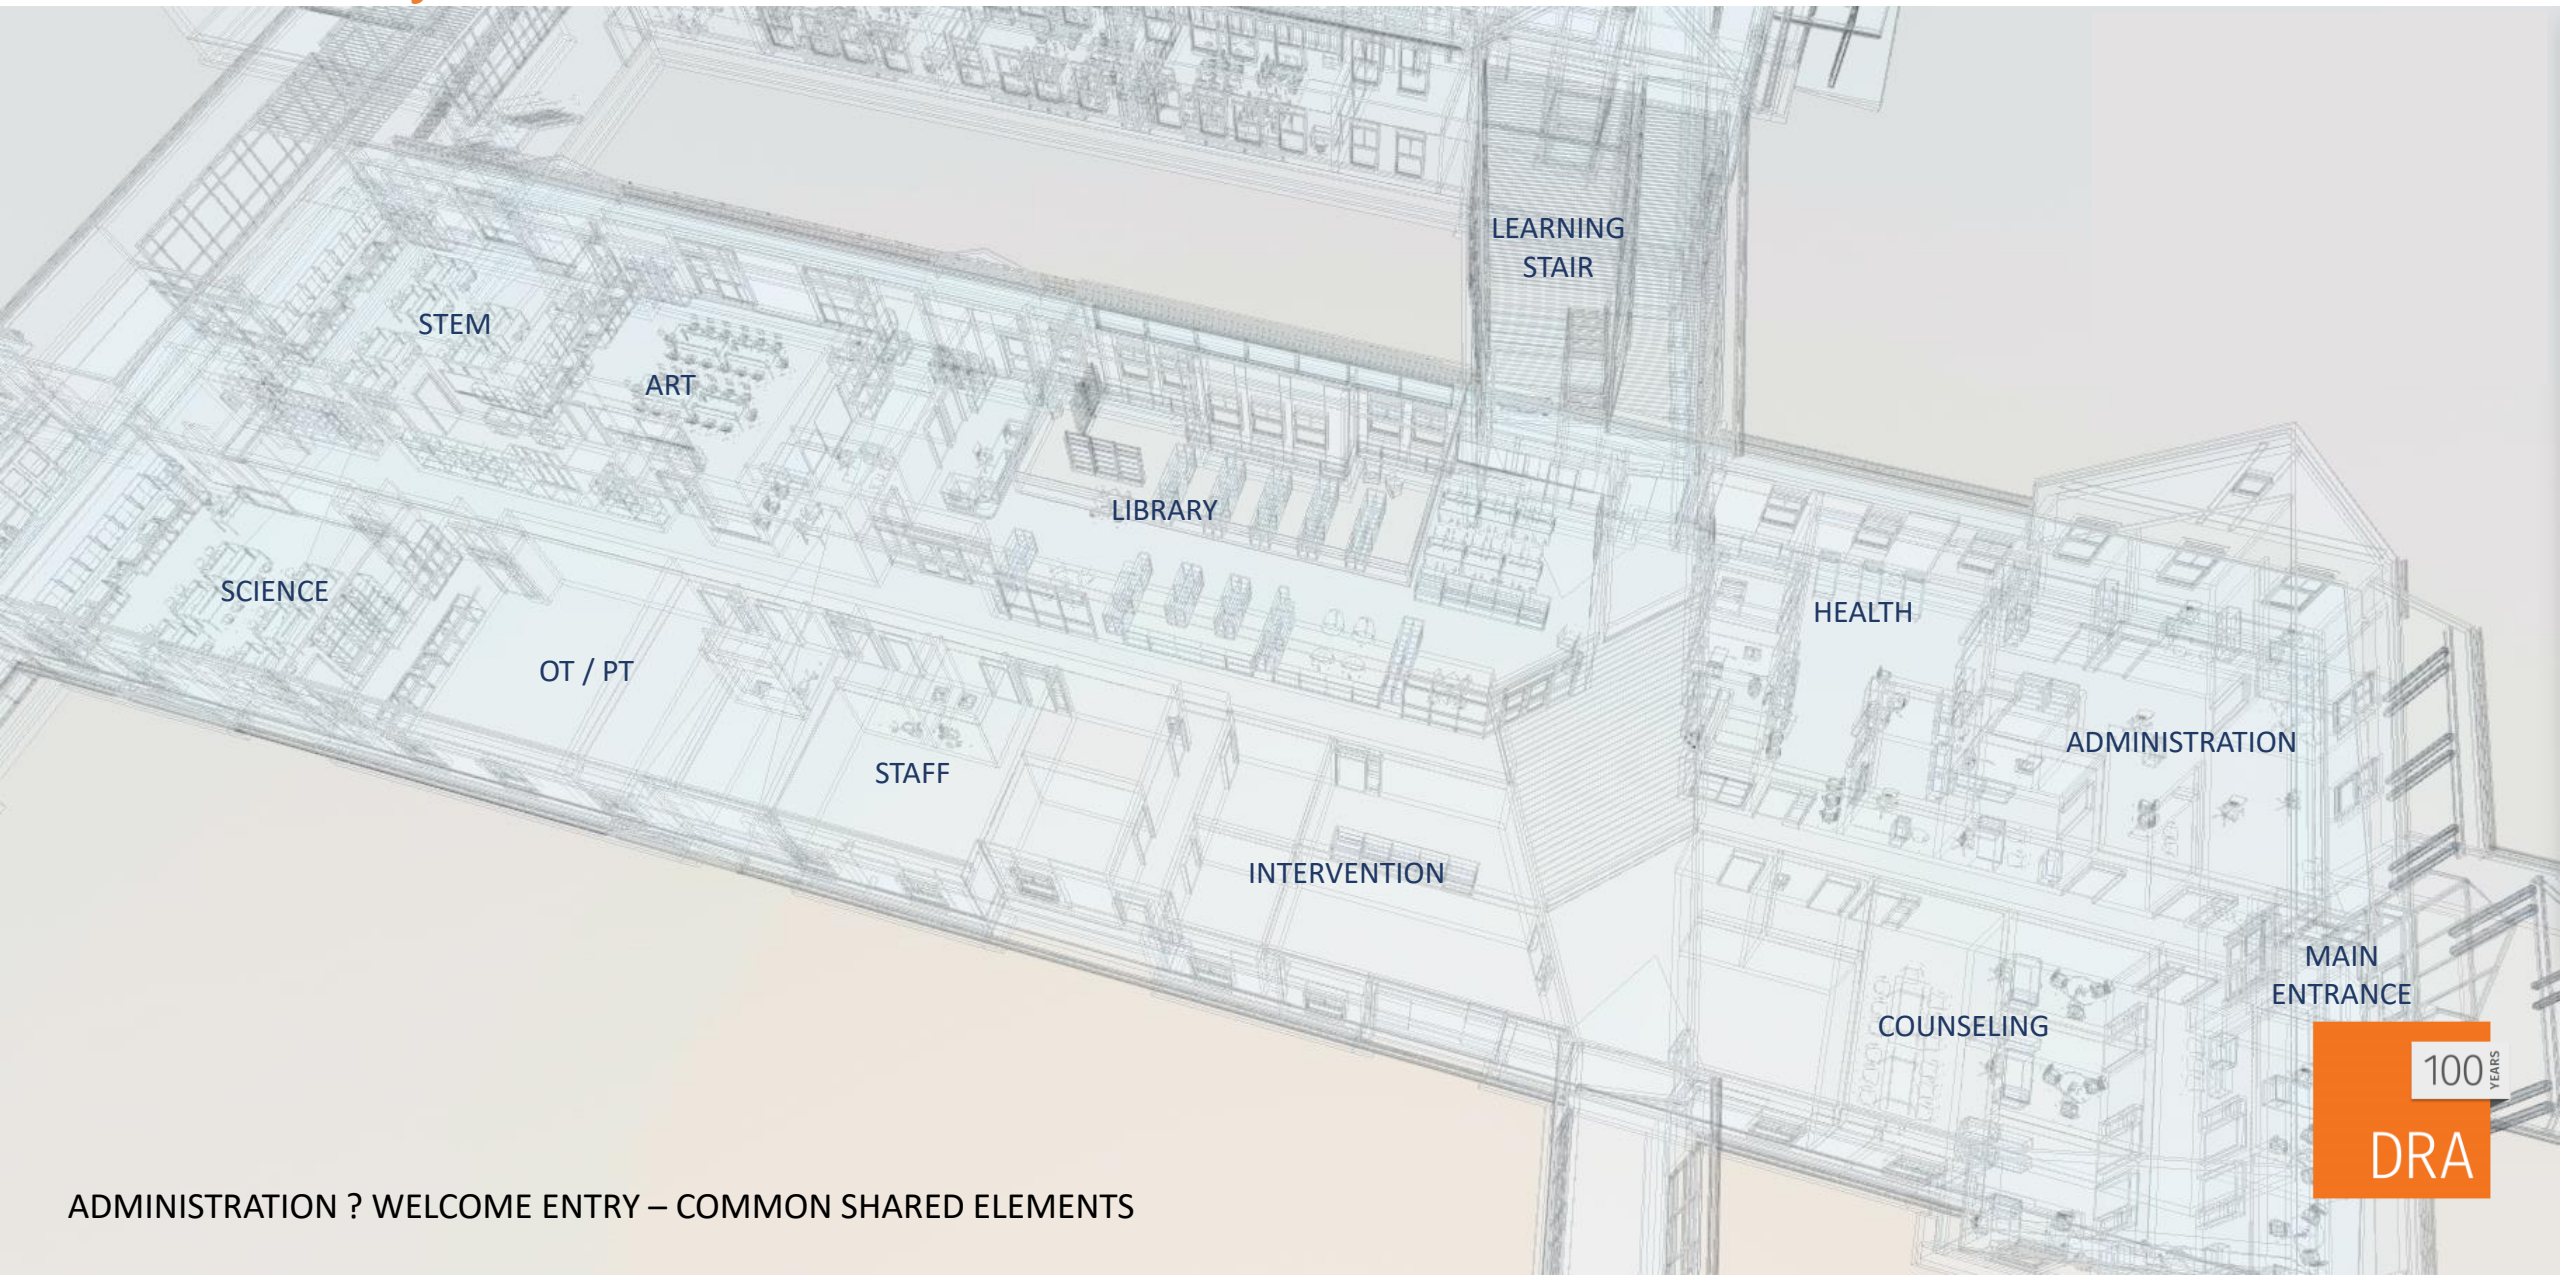 LEARNING
STAIR
STEM
ART
LIBRARY
SCIENCE
HEALTH
OT / PT
ADMINISTRATION
STAFF
INTERVENTION
MAIN
ENTRANCE
COUNSELING
100 YEARS
DRA
ADMINISTRATION ? WELCOME ENTRY – COMMON SHARED ELEMENTS